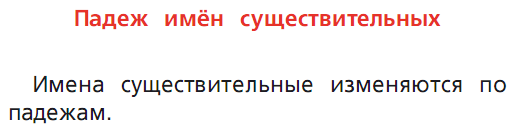 Падеж имён существительных
Имена существительные изменяются по
падежам.